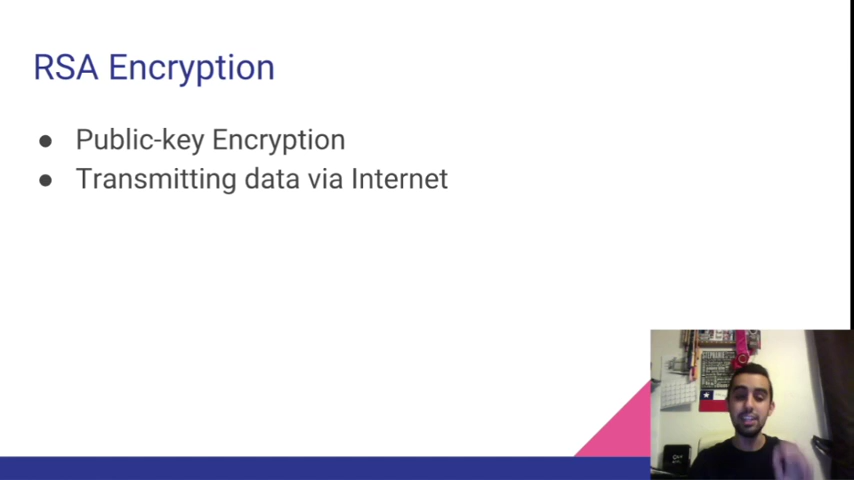 RSA Encryption
● Public-key Encryption
● Transmitting data via Internet